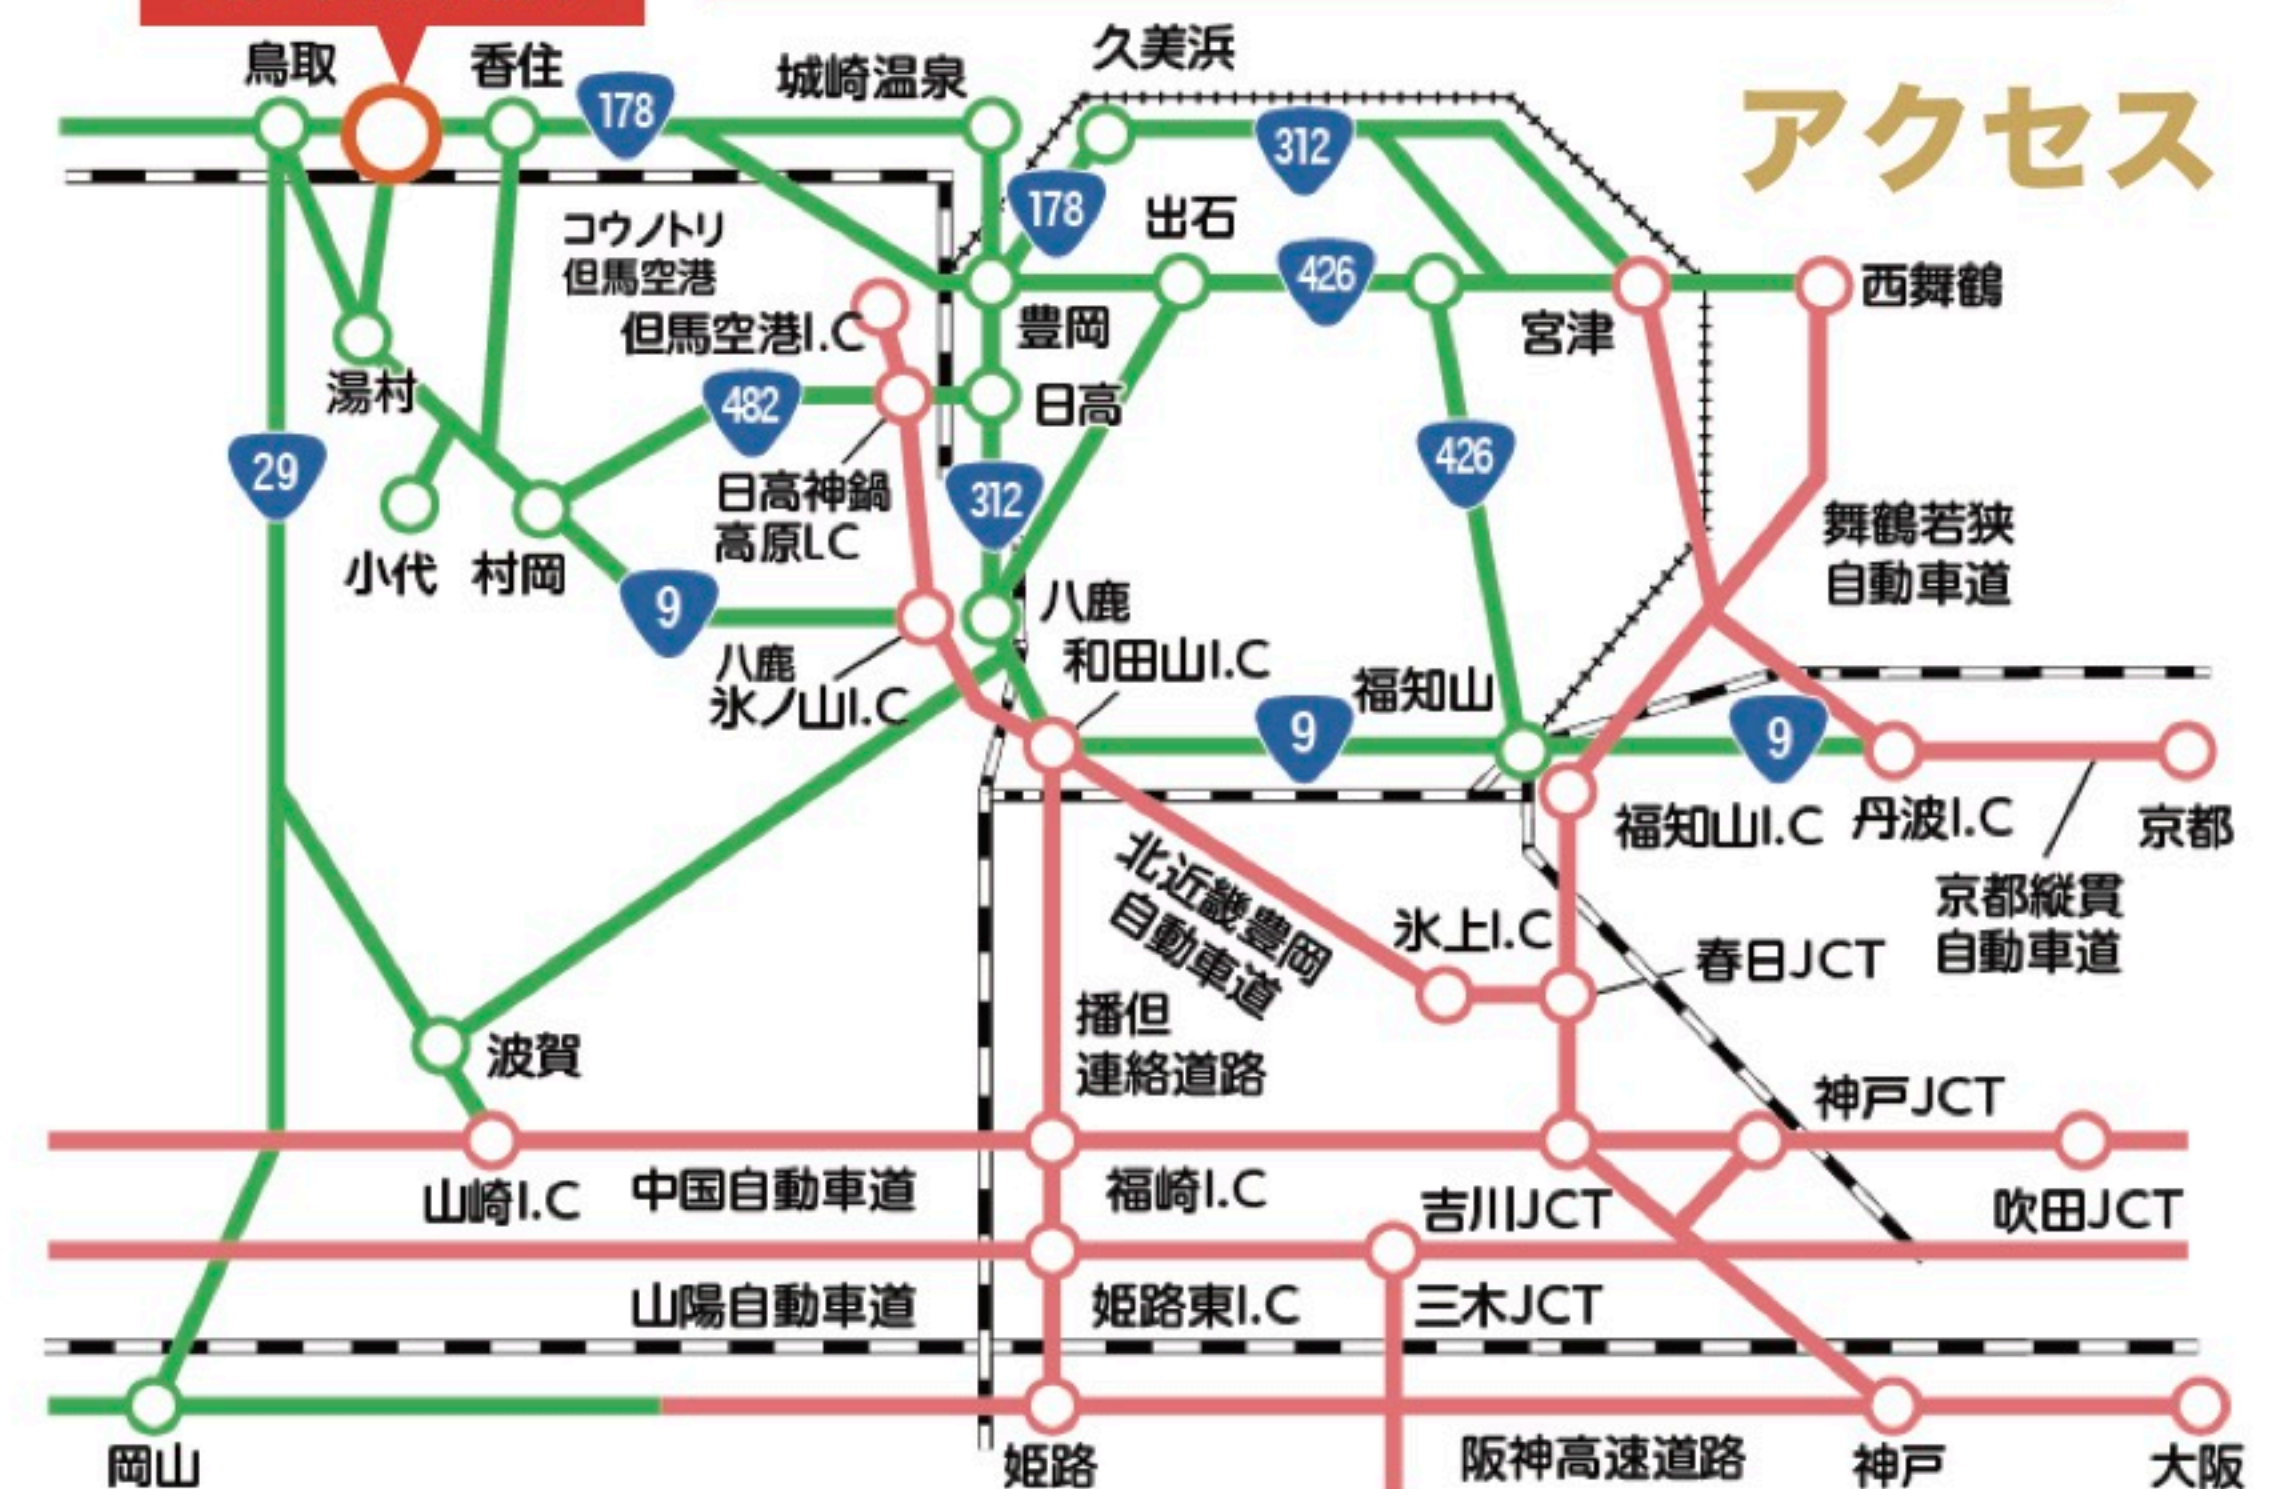 久美浜
鳥取
香住
城崎温泉
アクセス
178
312
178
出石
コウノトリ
但馬空港
426
西舞鶴
但馬空港I.C
豊岡
宮津
湯村
482
日高
426
29
日高神鍋
高原I.C
312
舞鶴若狭
自動車道
小代
村岡
9
八鹿
八鹿
氷ノ山I.C
和田山I.C
福知山
9
9
福知山I.C
丹波I.C
京都
北近畿豊岡
自動車道
京都縦貫
自動車道
氷上I.C
春日JCT
播但
連絡道路
波賀
神戸JCT
山崎I.C
中国自動車道
福崎I.C
吉川JCT
吹田JCT
山陽自動車道
姫路東I.C
三木JCT
岡山
姫路
阪神高速道路
神戸
大阪